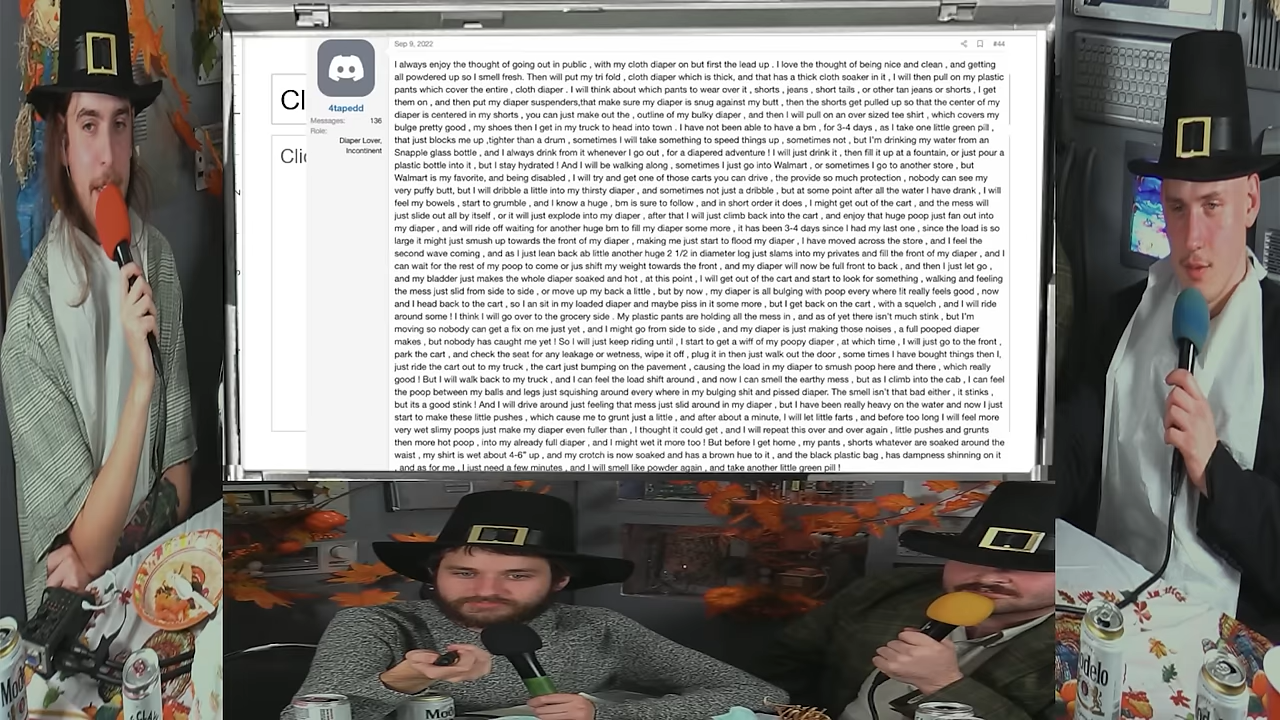 Sep 9, 2022
#44
4tapedd
Messages: 136
Role:
Diaper Lover,
Incontinent
Cl
Clic
I always enjoy the thought of going out in public , with my cloth diaper on but first the lead up . I love the thought of being nice and clean , and getting
all powdered up so I smell fresh. Then will put my tri fold , cloth diaper which is thick, and that has a thick cloth soaker in it , I will then pull on my plastic
pants which cover the entire , cloth diaper . I will think about which pants to wear over it , shorts , jeans , short tails , or other tan jeans or shorts , I get
them on , and then put my diaper suspenders,that make sure my diaper is snug against my butt , then the shorts get pulled up so that the center of my
diaper is centered in my shorts , you can just make out the , outline of my bulky diaper , and then I will pull on an over sized tee shirt , which covers my
bulge pretty good , my shoes then I get in my truck to head into town . I have not been able to have a bm , for 3-4 days , as I take one little green pill ,
that just blocks me up ,tighter than a drum , sometimes I will take something to speed things up , sometimes not , but I'm drinking my water from an
Snapple glass bottle , and I always drink from it whenever I go out , for a diapered adventure ! I will just drink it , then fill it up at a fountain, or just pour a
plastic bottle into it , but I stay hydrated ! And I will be walking along , sometimes I just go into Walmart , or sometimes I go to another store , but
Walmart is my favorite, and being disabled , I will try and get one of those carts you can drive , the provide so much protection , nobody can see my
very puffy butt, but I will dribble a little into my thirsty diaper , and sometimes not just a dribble , but at some point after all the water I have drank , I will
feel my bowels , start to grumble , and I know a huge , bm is sure to follow , and in short order it does , I might get out of the cart , and the mess will
just slide out all by itself , or it will just explode into my diaper , after that I will just climb back into the cart , and enjoy that huge poop just fan out into
my diaper , and will ride off waiting for another huge bm to fill my diaper some more , it has been 3-4 days since I had my last one , since the load is so
large it might just smush up towards the front of my diaper , making me just start to flood my diaper , I have moved across the store , and I feel the
second wave coming , and as I just lean back ab little another huge 2 1/2 in diameter log just slams into my privates and fill the front of my diaper , and I
can wait for the rest of my poop to come or jus shift my weight towards the front , and my diaper will now be full front to back , and then I just let go ,
and my bladder just makes the whole diaper soaked and hot , at this point , I will get out of the cart and start to look for something , walking and feeling
the mess just slid from side to side , or move up my back a little , but by now , my diaper is all bulging with poop every where !it really feels good , now
and I head back to the cart , so I an sit in my loaded diaper and maybe piss in it some more , but I get back on the cart , with a squelch , and I will ride
around some ! I think I will go over to the grocery side . My plastic pants are holding all the mess in , and as of yet there isn't much stink , but I'm
moving so nobody can get a fix on me just yet , and I might go from side to side , and my diaper is just making those noises , a full pooped diaper
makes , but nobody has caught me yet ! So I will just keep riding until , I start to get a wiff of my poopy diaper , at which time , I will just go to the front ,
park the cart , and check the seat for any leakage or wetness, wipe it off , plug it in then just walk out the door , some times I have bought things then I,
just ride the cart out to my truck , the cart just bumping on the pavement , causing the load in my diaper to smush poop here and there , which really
good ! But I will walk back to my truck , and I can feel the load shift around , and now I can smell the earthy mess , but as I climb into the cab , I can feel
the poop between my balls and legs just squishing around every where in my bulging shit and pissed diaper. The smell isn't that bad either , it stinks ,
but its a good stink ! And I will drive around just feeling that mess just slid around in my diaper , but I have been really heavy on the water and now I just
start to make these little pushes , which cause me to grunt just a little , and after about a minute, I will let little farts , and before too long I will feel more
very wet slimy poops just make my diaper even fuller than , I thought it could get , and I will repeat this over and over again , little pushes and grunts
then more hot poop , into my already full diaper , and I might wet it more too ! But before I get home , my pants , shorts whatever are soaked around the
waist , my shirt is wet about 4-6" up , and my crotch is now soaked and has a brown hue to it , and the black plastic bag , has dampness shinning on it
, and as for me , I just need a few minutes , and I will smell like powder again , and take another little green pill !
Mod
CLA
Mod
Modelo